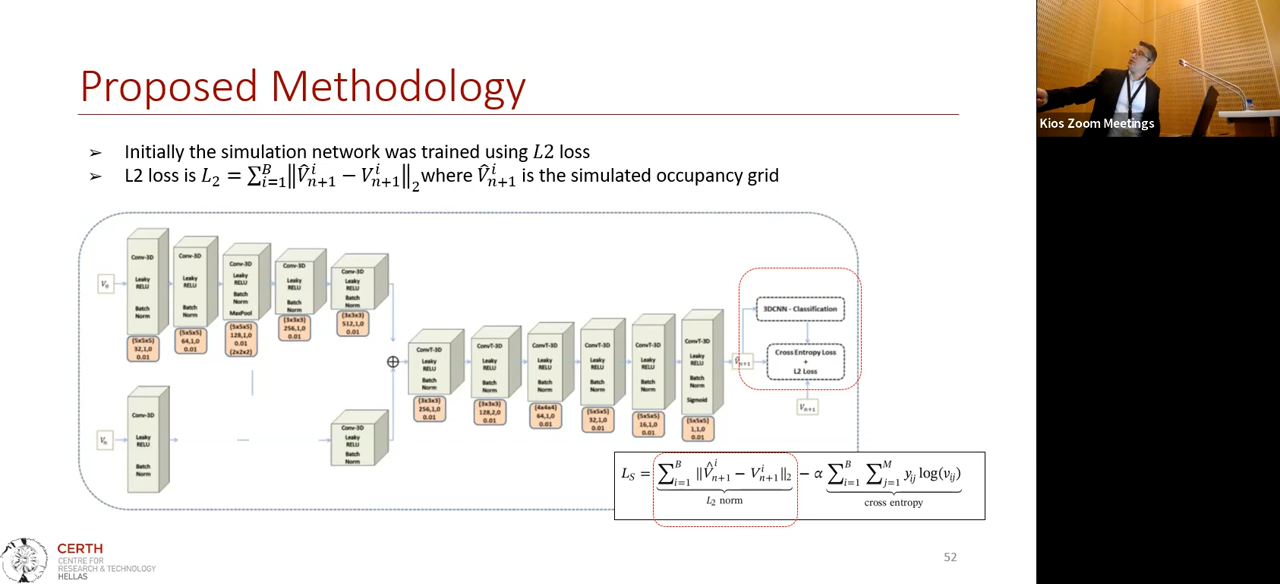 Proposed Methodology
Kios Zoom Meetings
➢ Initially the simulation network was trained using L2 loss
➢ L2 loss is L₂ = ∑ᵢ₌₁ᴮ‖V̂ⁱₙ₊₁ − Vⁱₙ₊₁‖₂ where V̂ⁱₙ₊₁ is the simulated occupancy grid
V₀
Conv-3D
Leaky
RELU
Batch
Norm
(5x5x5)
32,1,0
0.01
Conv-3D
Leaky
RELU
Batch
Norm
(5x5x5)
64,1,0
0.01
Conv-3D
Leaky
RELU
Batch
Norm
MaxPool
(5x5x5)
128,1,0
0.01
(2x2x2)
Conv-3D
Leaky
RELU
Batch
Norm
(3x3x3)
256,1,0
0.01
Conv-3D
Leaky
RELU
Batch
Norm
(3x3x3)
512,1,0
0.01
Vₙ
Conv-3D
Leaky
RELU
Batch
Norm
Conv-3D
Leaky
RELU
Batch
Norm
⊕
ConvT-3D
Leaky
RELU
Batch
Norm
(3x3x3)
256,1,0
0.01
ConvT-3D
Leaky
RELU
Batch
Norm
(3x3x3)
128,2,0
0.01
ConvT-3D
Leaky
RELU
Batch
Norm
(4x4x4)
64,1,0
0.01
ConvT-3D
Leaky
RELU
Batch
Norm
(5x5x5)
32,1,0
0.01
ConvT-3D
Leaky
RELU
Batch
Norm
(5x5x5)
16,1,0
0.01
ConvT-3D
Leaky
RELU
Batch
Norm
Sigmoid
(5x5x5)
1,1,0
0.01
V̂ₙ₊₁
3DCNN - Classification
Cross Entropy Loss
+
L2 Loss
Vₙ₊₁
L_S = ∑ᵢ₌₁ᴮ ‖V̂ⁱₙ₊₁ − Vⁱₙ₊₁‖₂ − α ∑ᵢ₌₁ᴮ ∑ⱼ₌₁ᴹ yᵢⱼ log(vᵢⱼ)
L₂ norm
cross entropy
CERTH
CENTRE FOR
RESEARCH & TECHNOLOGY
HELLAS
52